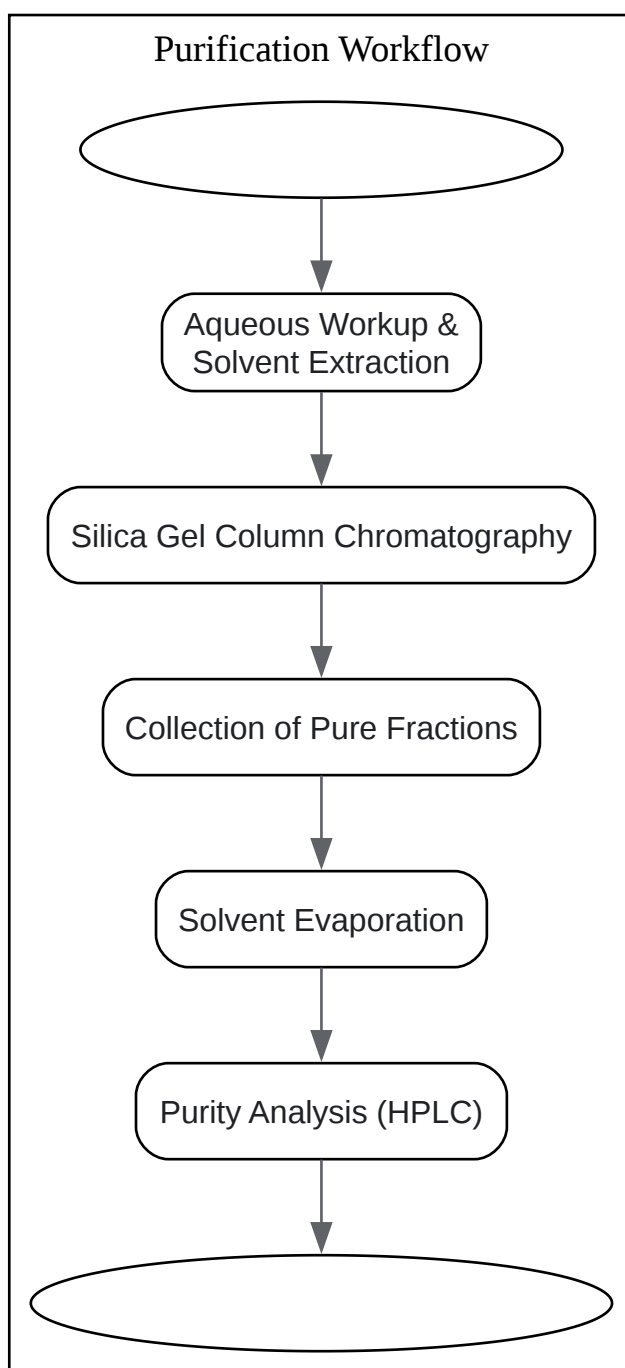 Purification Workflow
Aqueous Workup &
Solvent Extraction
Silica Gel Column Chromatography
Collection of Pure Fractions
Solvent Evaporation
Purity Analysis (HPLC)